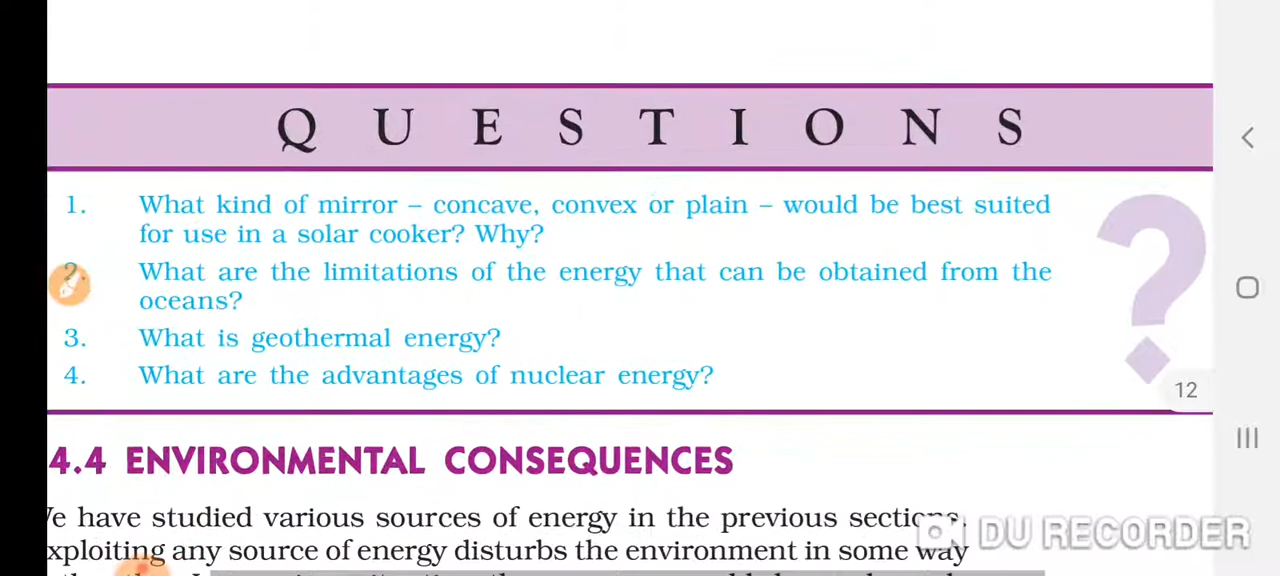 Q U E S T I O N S
1. What kind of mirror – concave, convex or plain – would be best suited
for use in a solar cooker? Why?
2. What are the limitations of the energy that can be obtained from the
oceans?
3. What is geothermal energy?
4. What are the advantages of nuclear energy?
?
12
4.4 ENVIRONMENTAL CONSEQUENCES
e have studied various sources of energy in the previous sections.
xploiting any source of energy disturbs the environment in some way
DU RECORDER